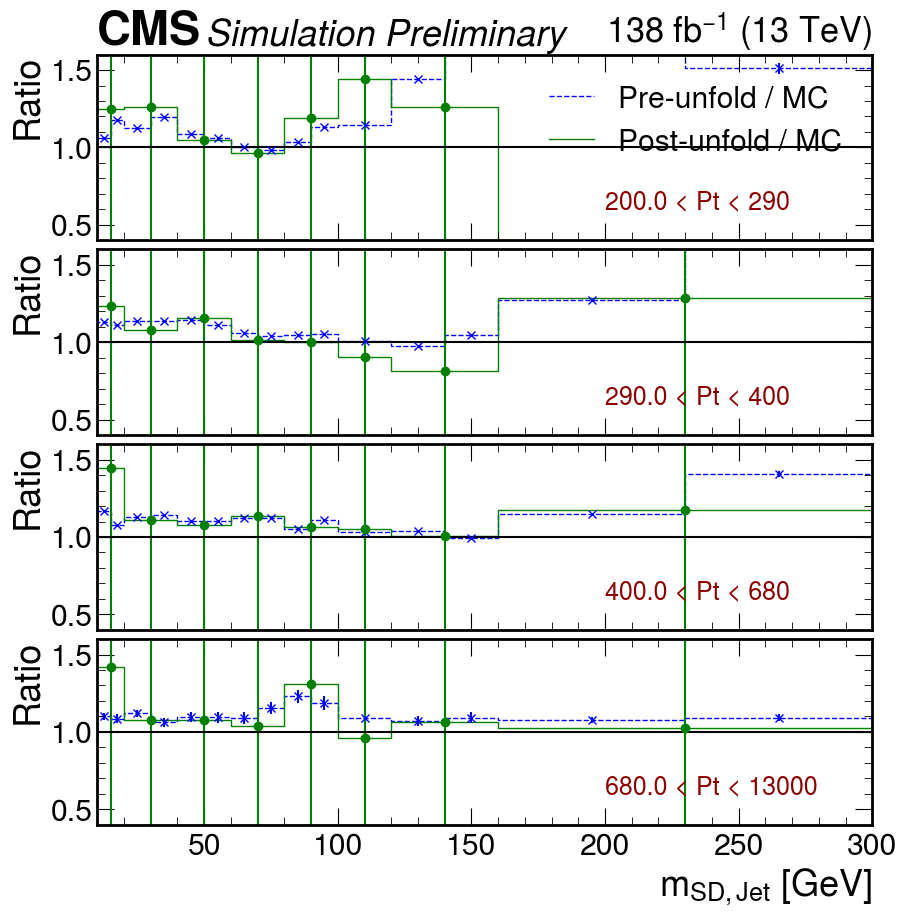 CMS Simulation Preliminary 138 fb⁻¹ (13 TeV)
Ratio
1.5
1.0
0.5
Pre-unfold / MC
Post-unfold / MC
200.0 < Pt < 290
Ratio
1.5
1.0
0.5
290.0 < Pt < 400
Ratio
1.5
1.0
0.5
400.0 < Pt < 680
Ratio
1.5
1.0
0.5
680.0 < Pt < 13000
50 100 150 200 250 300
m_{SD, Jet} [GeV]